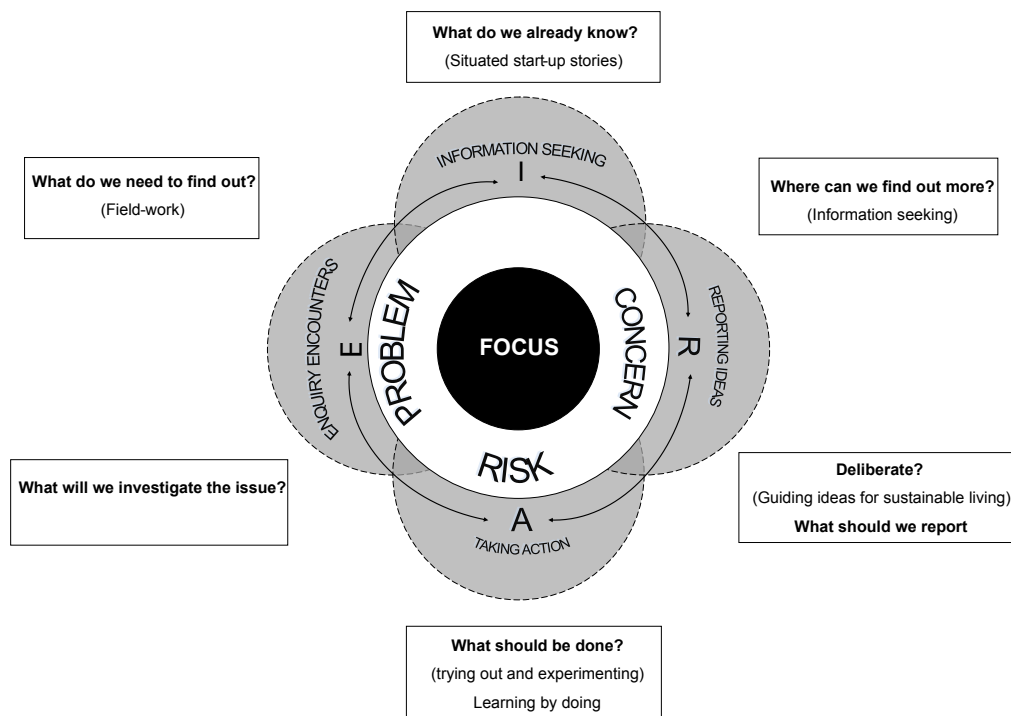 What do we already know?
(Situated start-up stories)
What do we need to find out?
(Field-work)
Where can we find out more?
(Information seeking)
INFORMATION SEEKING
I
ENQUIRY ENCOUNTERS
E
PROBLEM
FOCUS
CONCERN
R
REPORTING IDEAS
RISK
A
TAKING ACTION
What will we investigate the issue?
Deliberate?
(Guiding ideas for sustainable living)
What should we report
What should be done?
(trying out and experimenting)
Learning by doing